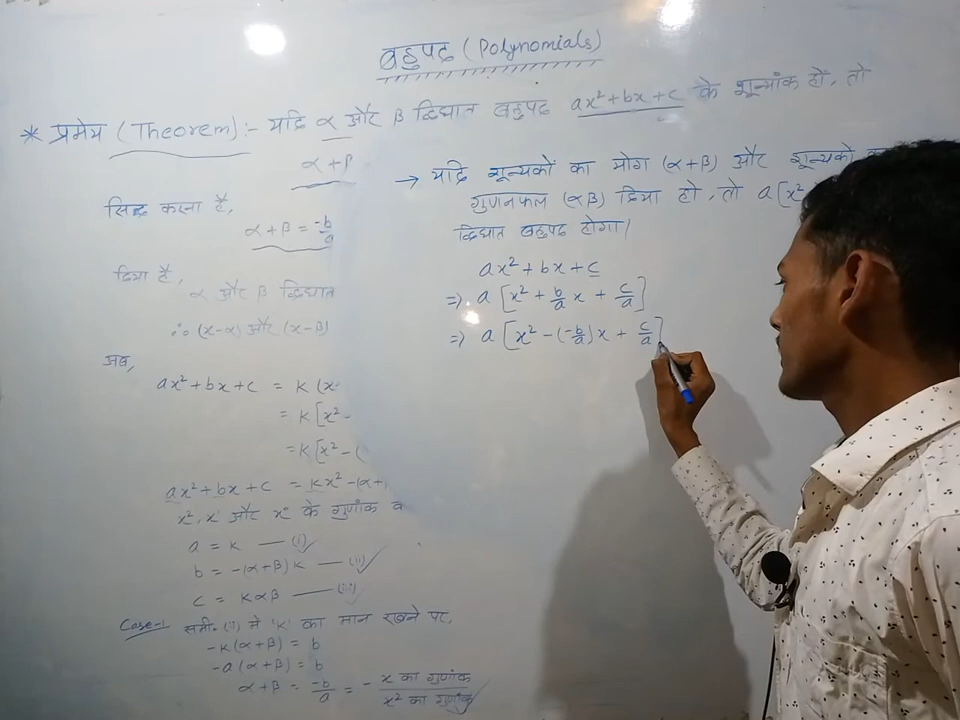 बहुपद (Polynomials)
* प्रमेय (Theorem):- यदि α और β द्विघात बहुपद ax²+bx+c के शून्यांक हो, तो
α+β
सिद्ध करना है,
α+β = -b/a
दिया है,
α और β द्विघात
∴ (x-α) और (x-β)
अब,
ax²+bx+c = K (x-
= K [x²-
= K[x²-(
ax²+bx+c = Kx²-(α+
x², x और x° के गुणांक
a = K —— (i)
b = -(α+β)K —— (ii)
c = Kαβ —— (iii)
Case-1 समी. (ii) में 'K' का मान रखने पर,
-K(α+β) = b
-a(α+β) = b
α+β = -b/a = - x का गुणांक / x² का गुणांक
→ यदि शून्यकों का योग (α+β) और शून्यको
गुणनफल (αβ) दिया हो, तो a[x²
द्विघात बहुपद होगा।
ax²+bx+c
=> a [x² + b/a x + c/a]
=> a [x² - (-b/a)x + c/a]